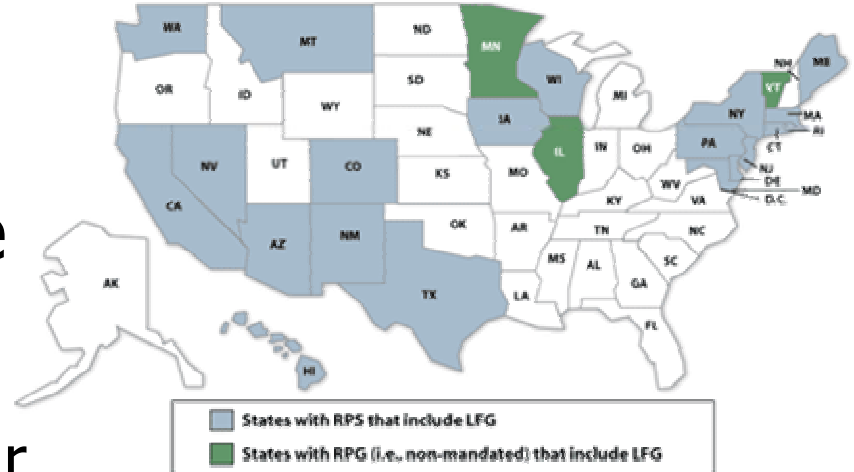 WA
MT
ND
MN
OR
ID
WY
SD
WI
MI
NH
ME
VT
NY
MA
RI
CT
NJ
DE
MD
D.C.
PA
NV
UT
CO
NE
IA
IL
IN
OH
WV
VA
KS
MO
KY
CA
AZ
NM
OK
AR
TN
NC
SC
MS
AL
GA
TX
LA
FL
AK
HI
e
r
States with RPS that include LFG
States with RPG (i.e., non-mandated) that include LFG